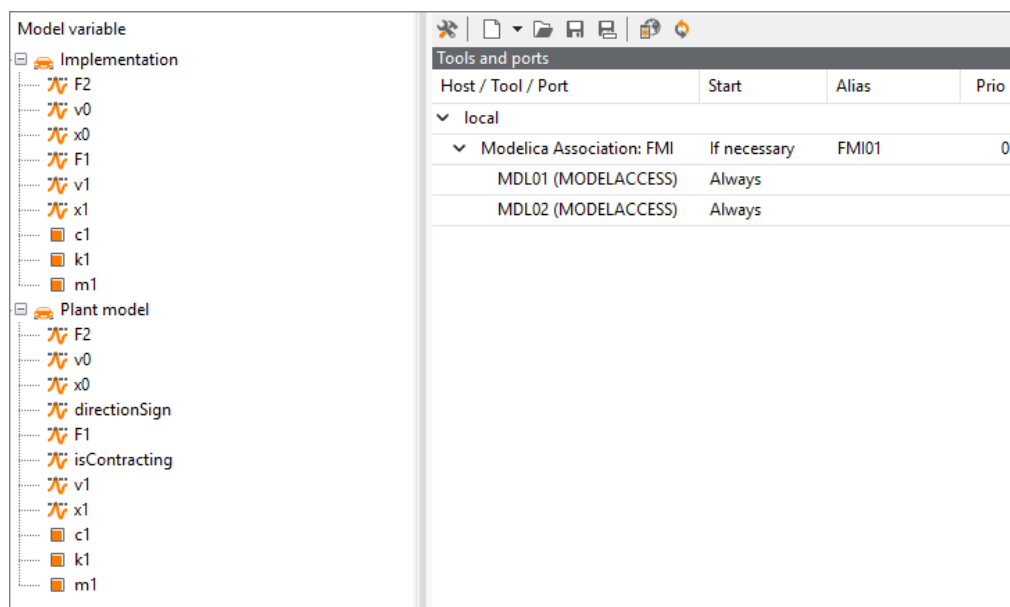 Model variable
Implementation
F2
v0
x0
F1
v1
x1
c1
k1
m1
Plant model
F2
v0
x0
directionSign
F1
isContracting
v1
x1
c1
k1
m1
Tools and ports
Host / Tool / Port Start Alias Prio
local
Modelica Association: FMI If necessary FMI01 0
MDL01 (MODELACCESS) Always
MDL02 (MODELACCESS) Always